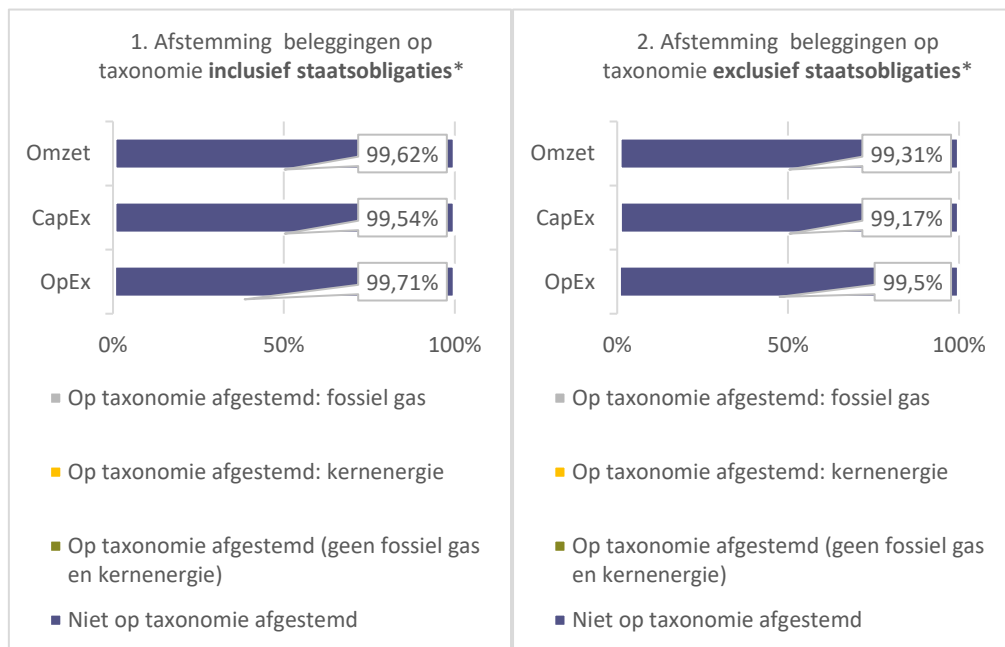 1. Afstemming beleggingen op
taxonomie inclusief staatsobligaties*
Omzet
99,62%
CapEx
99,54%
OpEx
99,71%
0%
50%
100%
Op taxonomie afgestemd: fossiel gas
Op taxonomie afgestemd: kernenergie
Op taxonomie afgestemd (geen fossiel gas
en kernenergie)
Niet op taxonomie afgestemd
2. Afstemming beleggingen op
taxonomie exclusief staatsobligaties*
Omzet
99,31%
CapEx
99,17%
OpEx
99,5%
0%
50%
100%
Op taxonomie afgestemd: fossiel gas
Op taxonomie afgestemd: kernenergie
Op taxonomie afgestemd (geen fossiel gas
en kernenergie)
Niet op taxonomie afgestemd